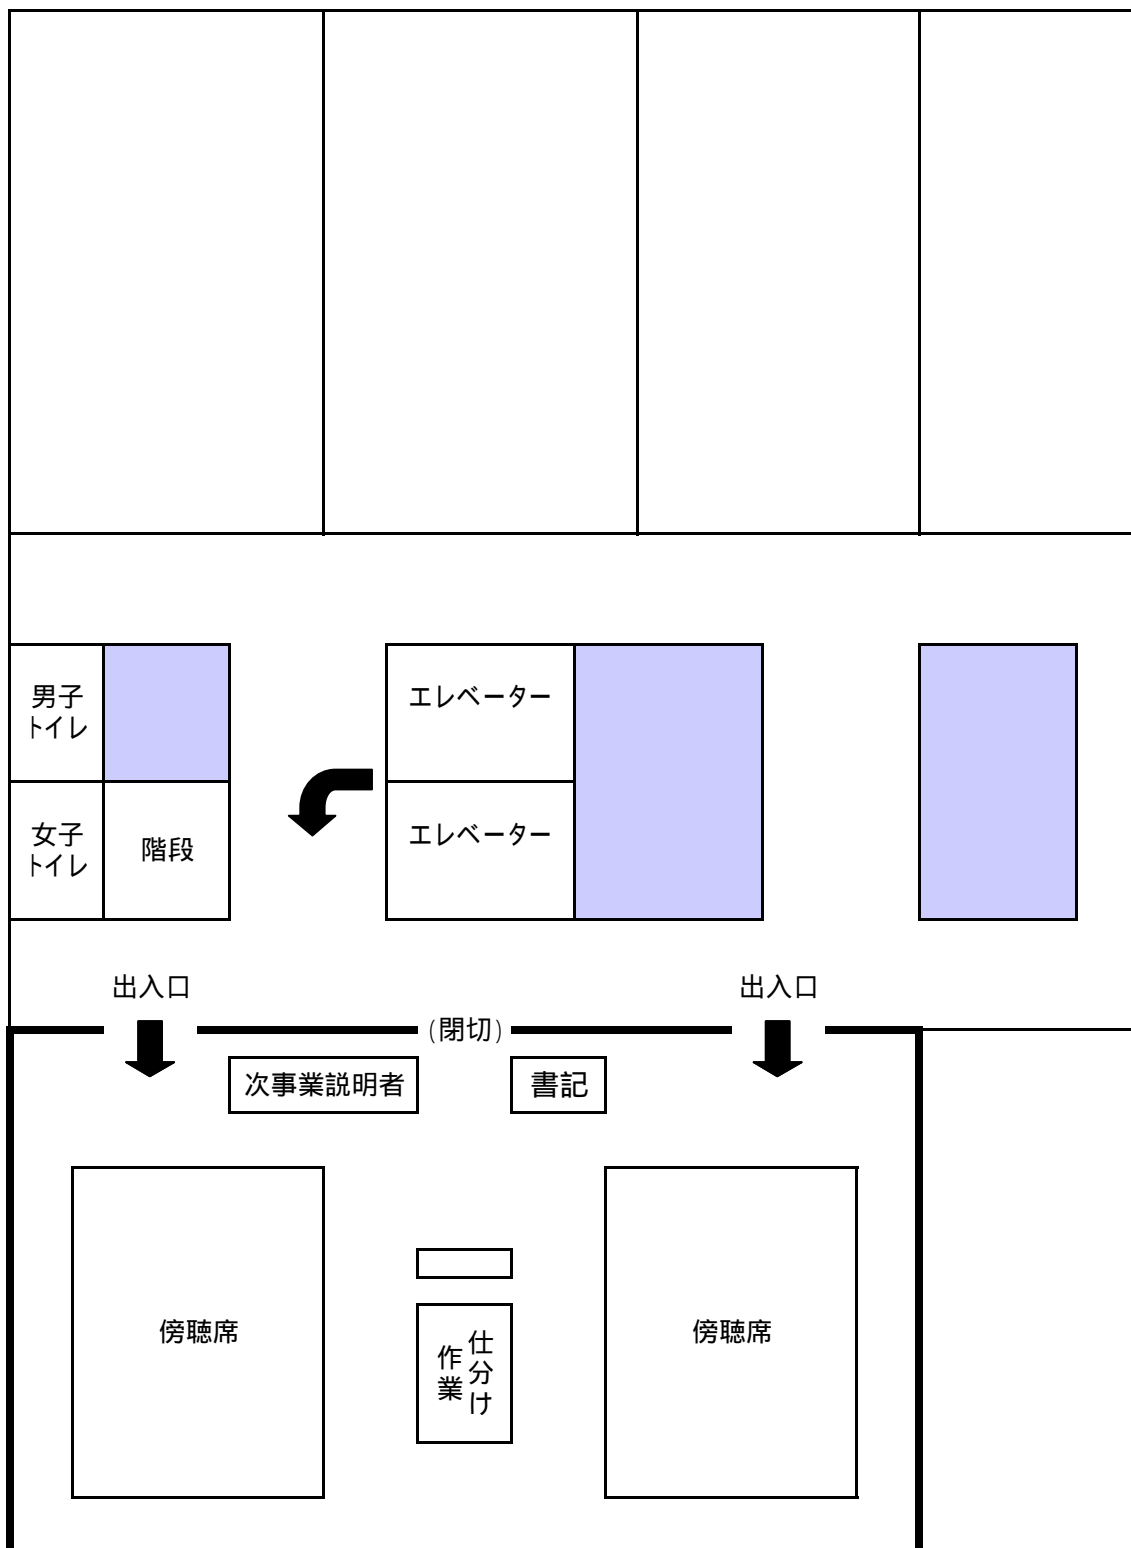 男子
トイレ
エレベーター
女子
トイレ
階段
エレベーター
出入口
出入口
(閉切)
次事業説明者
書記
傍聴席
仕分け
作業
傍聴席